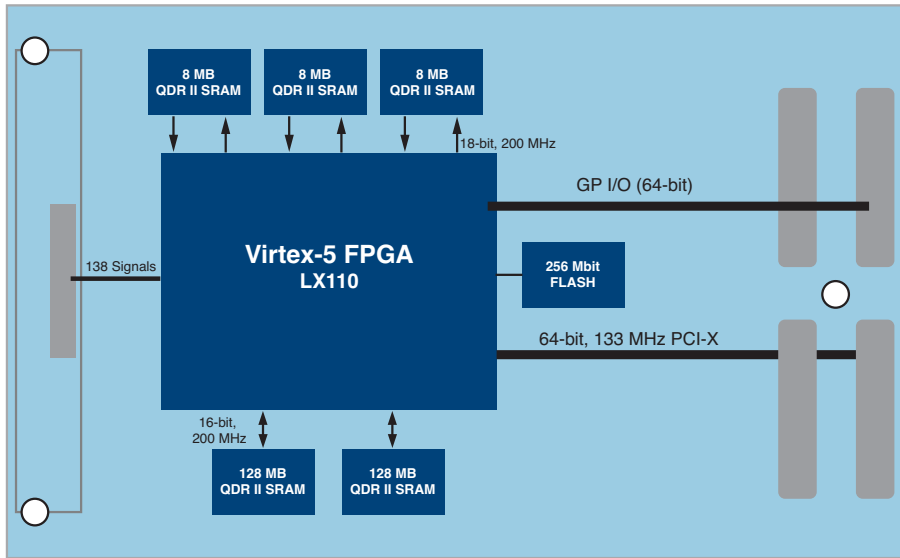 8 MB
QDR II SRAM
8 MB
QDR II SRAM
8 MB
QDR II SRAM
18-bit, 200 MHz
GP I/O (64-bit)
Virtex-5 FPGA
LX110
138 Signals
256 Mbit
FLASH
64-bit, 133 MHz PCI-X
16-bit,
200 MHz
128 MB
QDR II SRAM
128 MB
QDR II SRAM